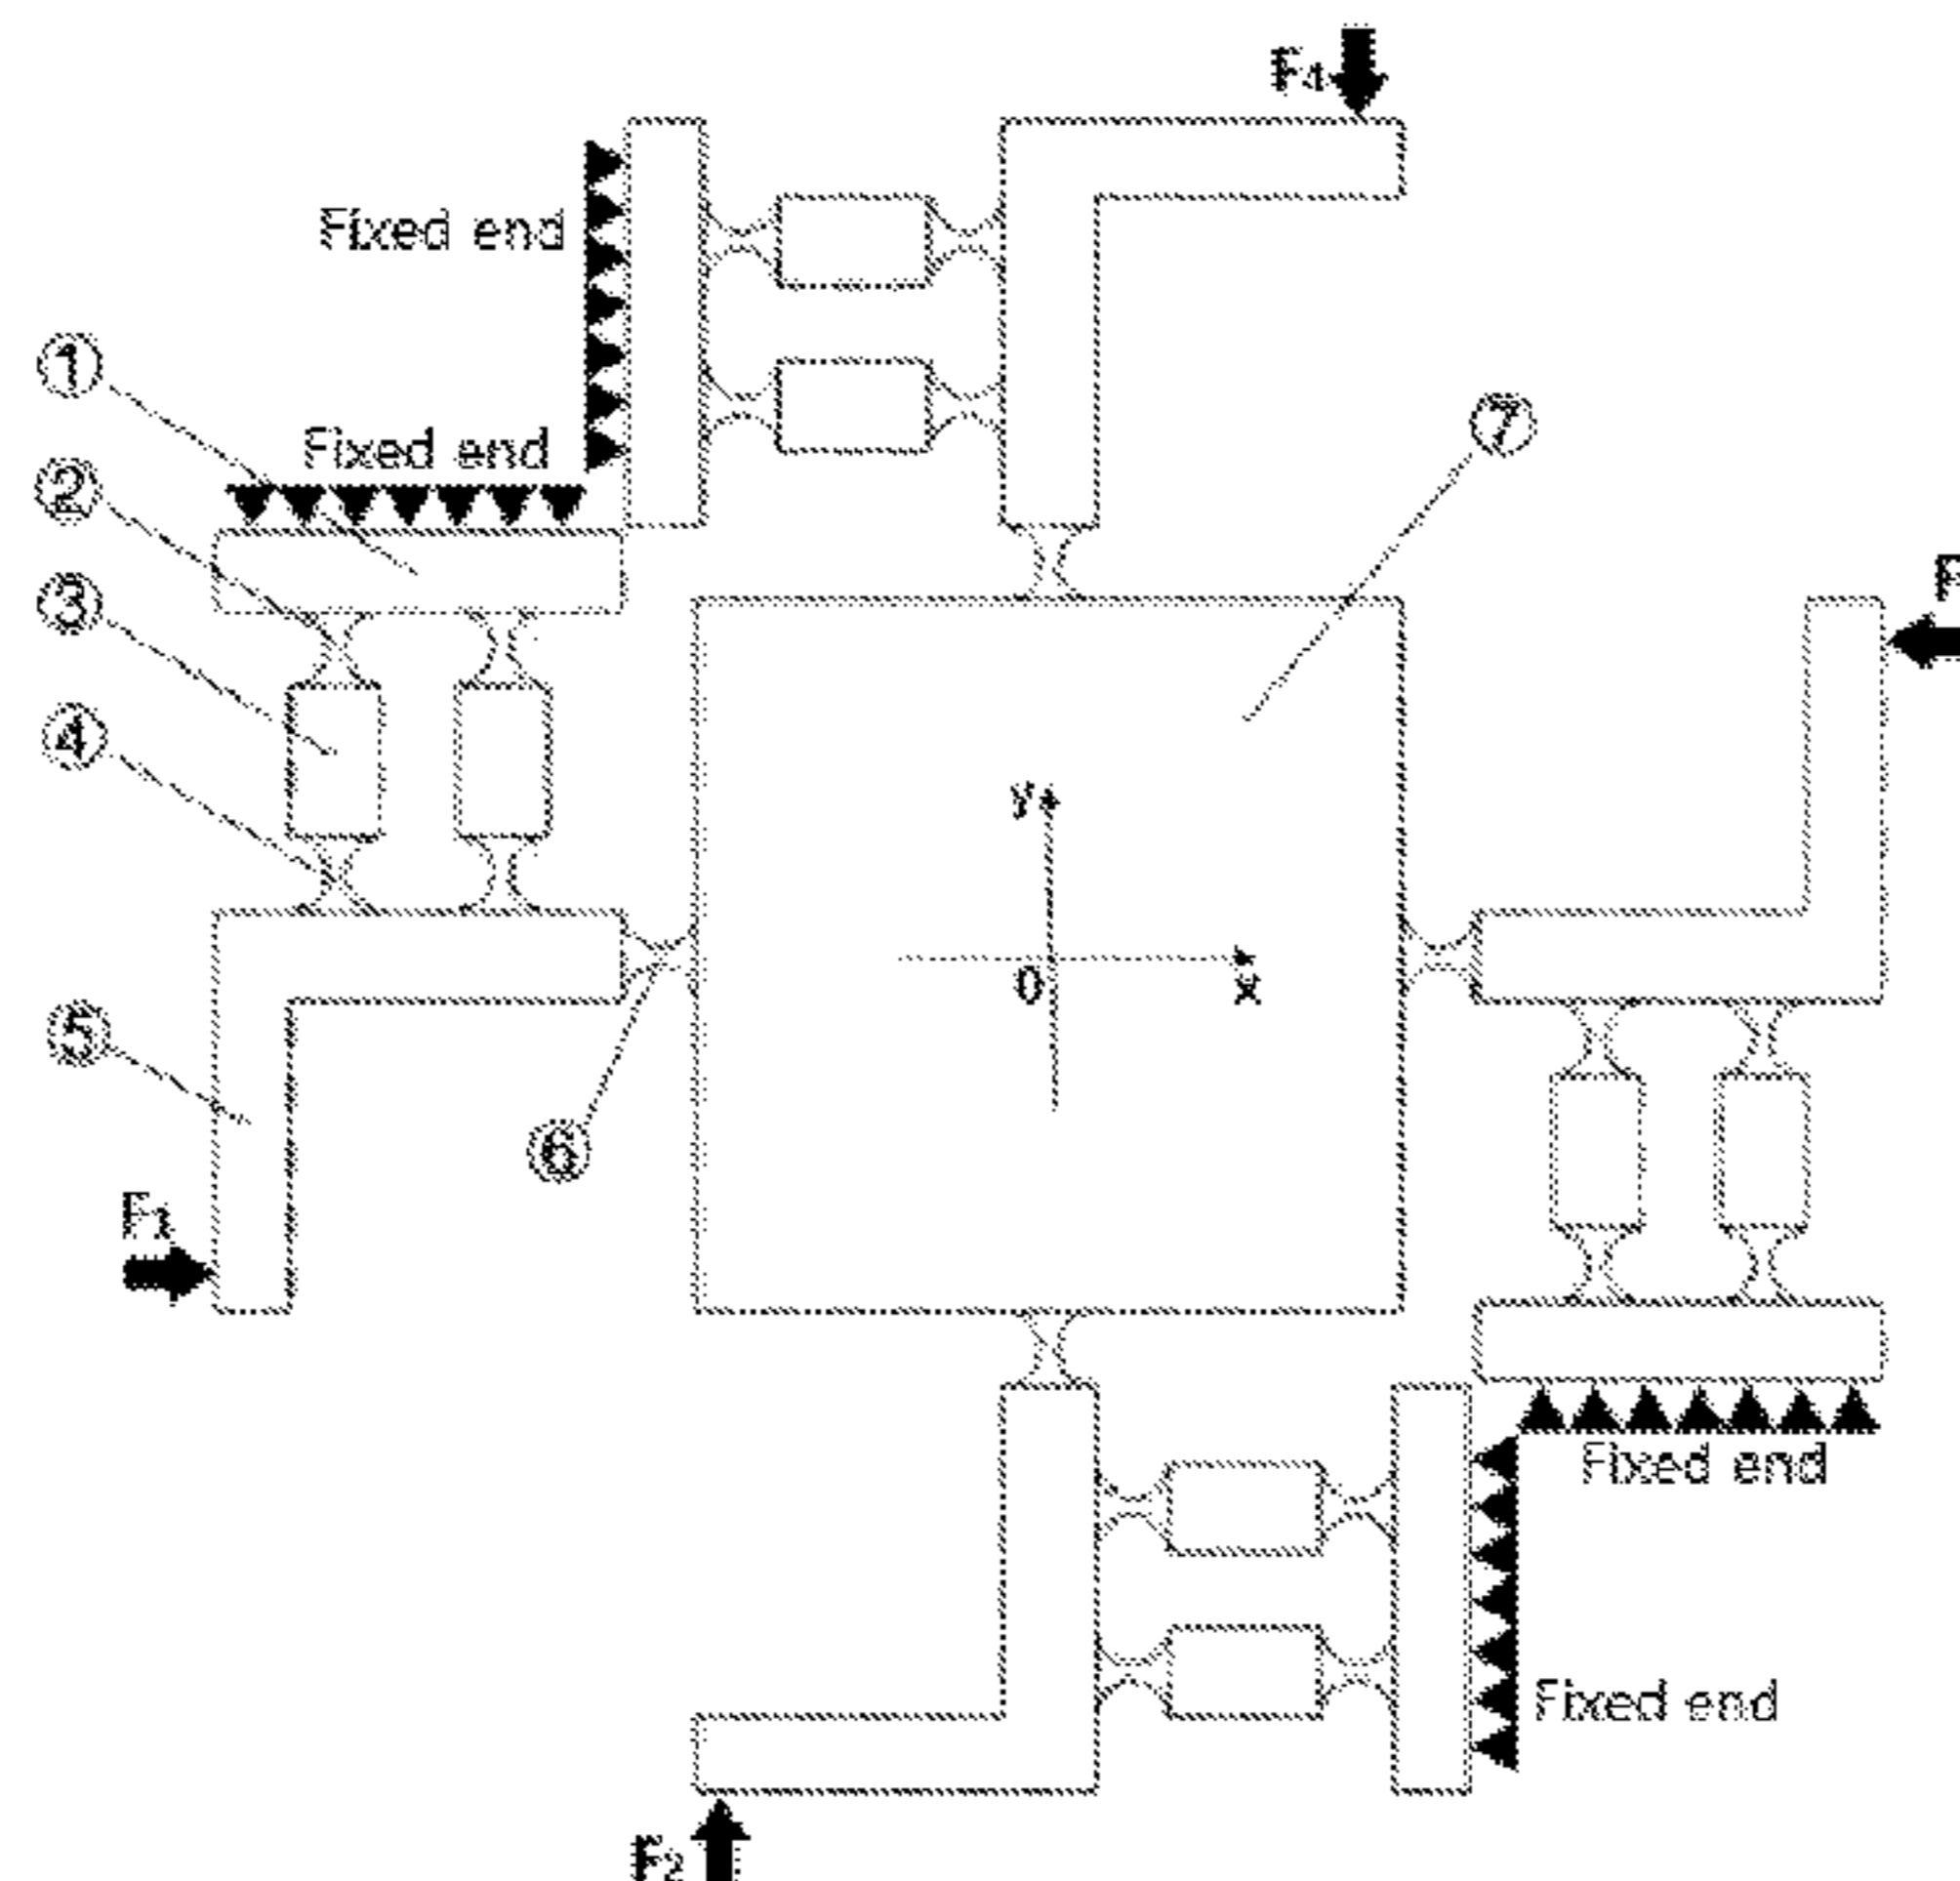 F4
Fixed end
①
Fixed end
⑦
②
③
F
④
y
0
x
⑤
⑥
F1
Fixed end
Fixed end
F2